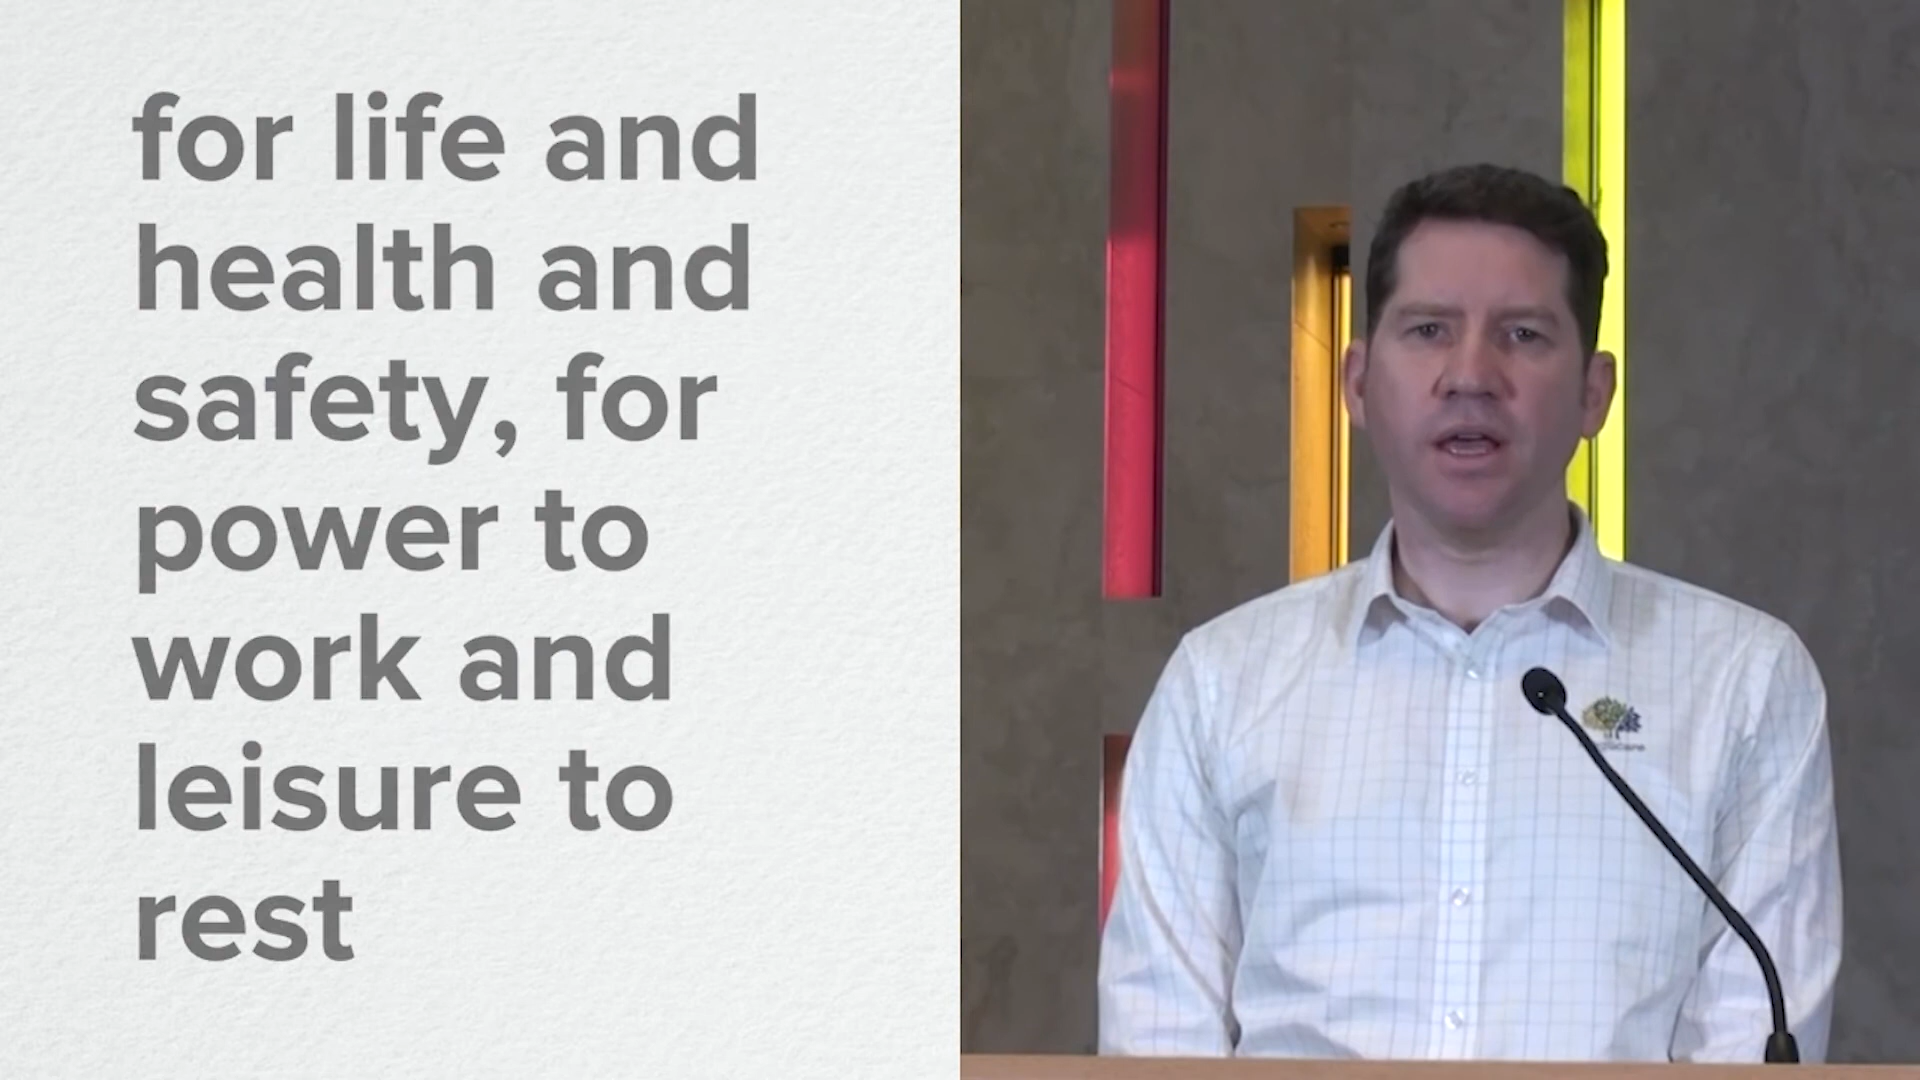 for life and
health and
safety, for
power to
work and
leisure to
rest